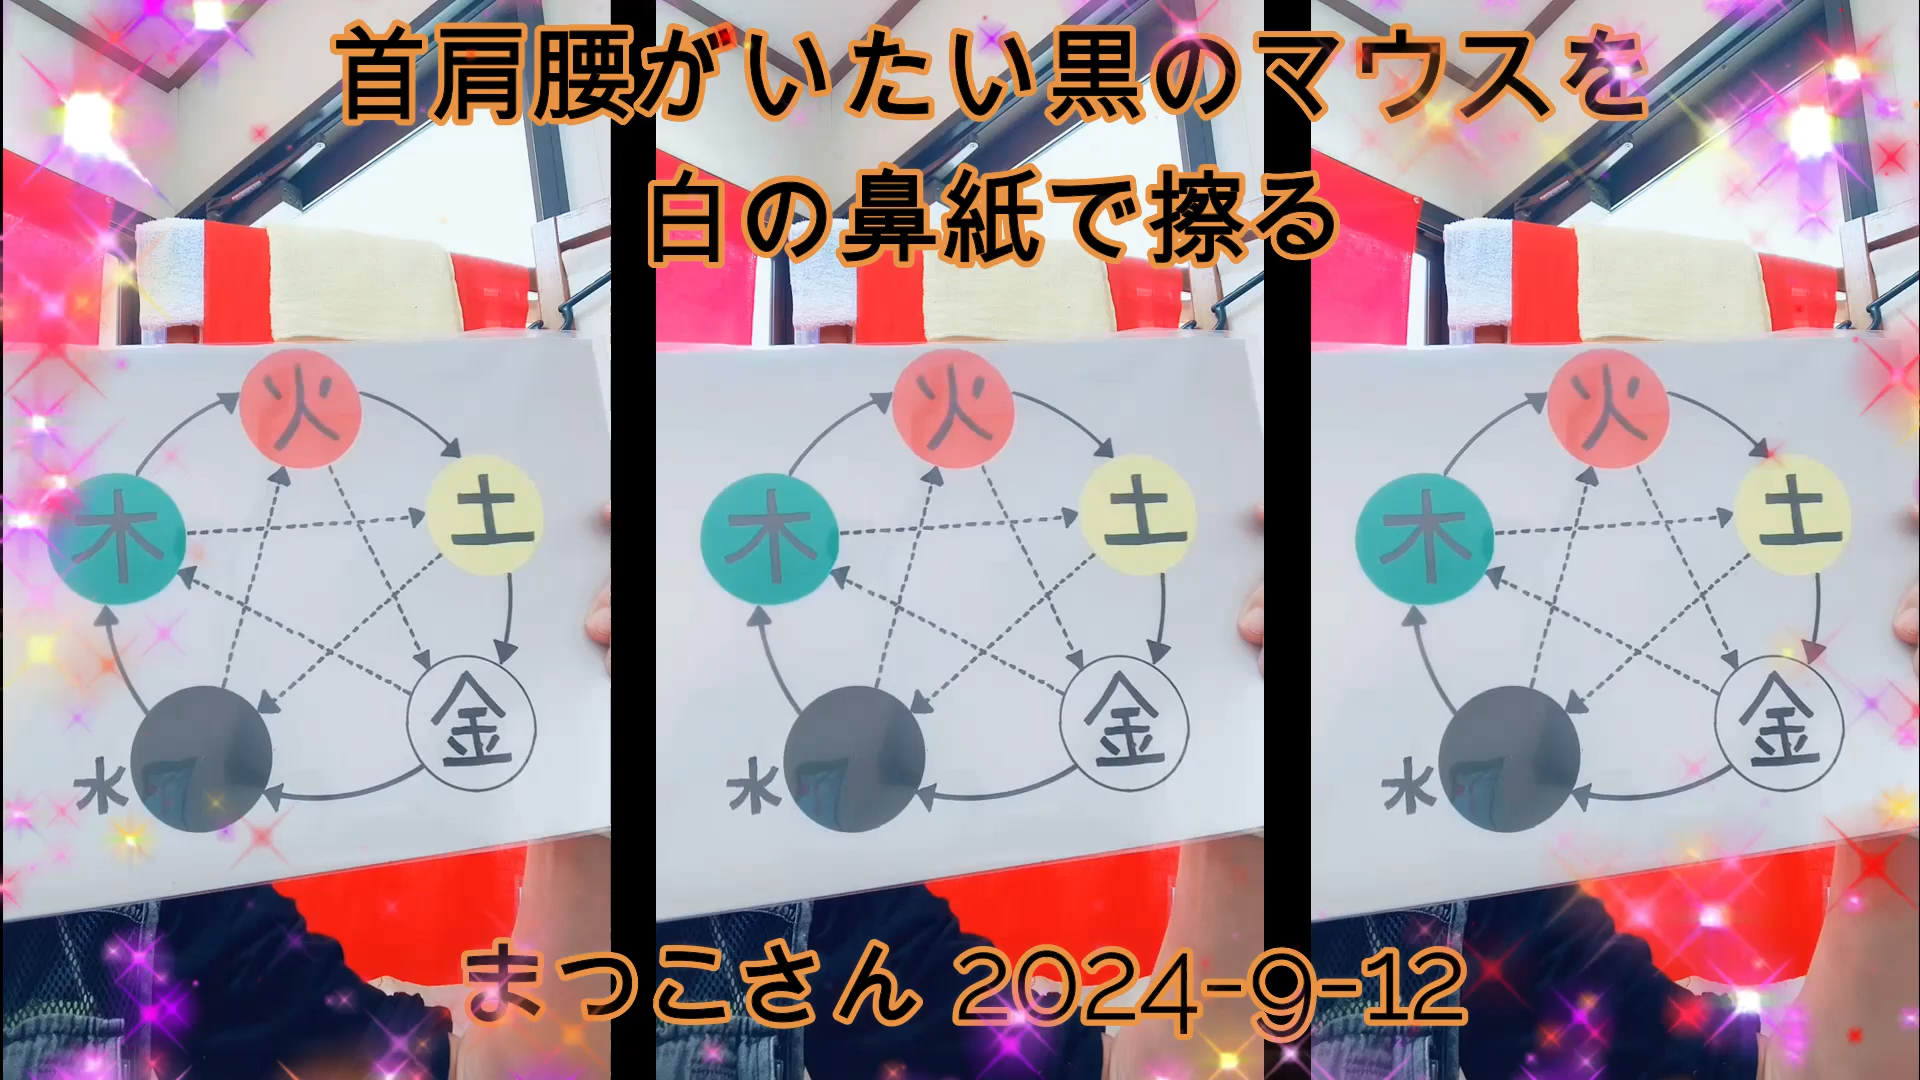 首肩腰がいたい黒のマウスを
白の鼻紙で擦る
火 火 火
土 土 土
木 木 木
金 金 金
水 水 水
まつこさん 2024-9-12